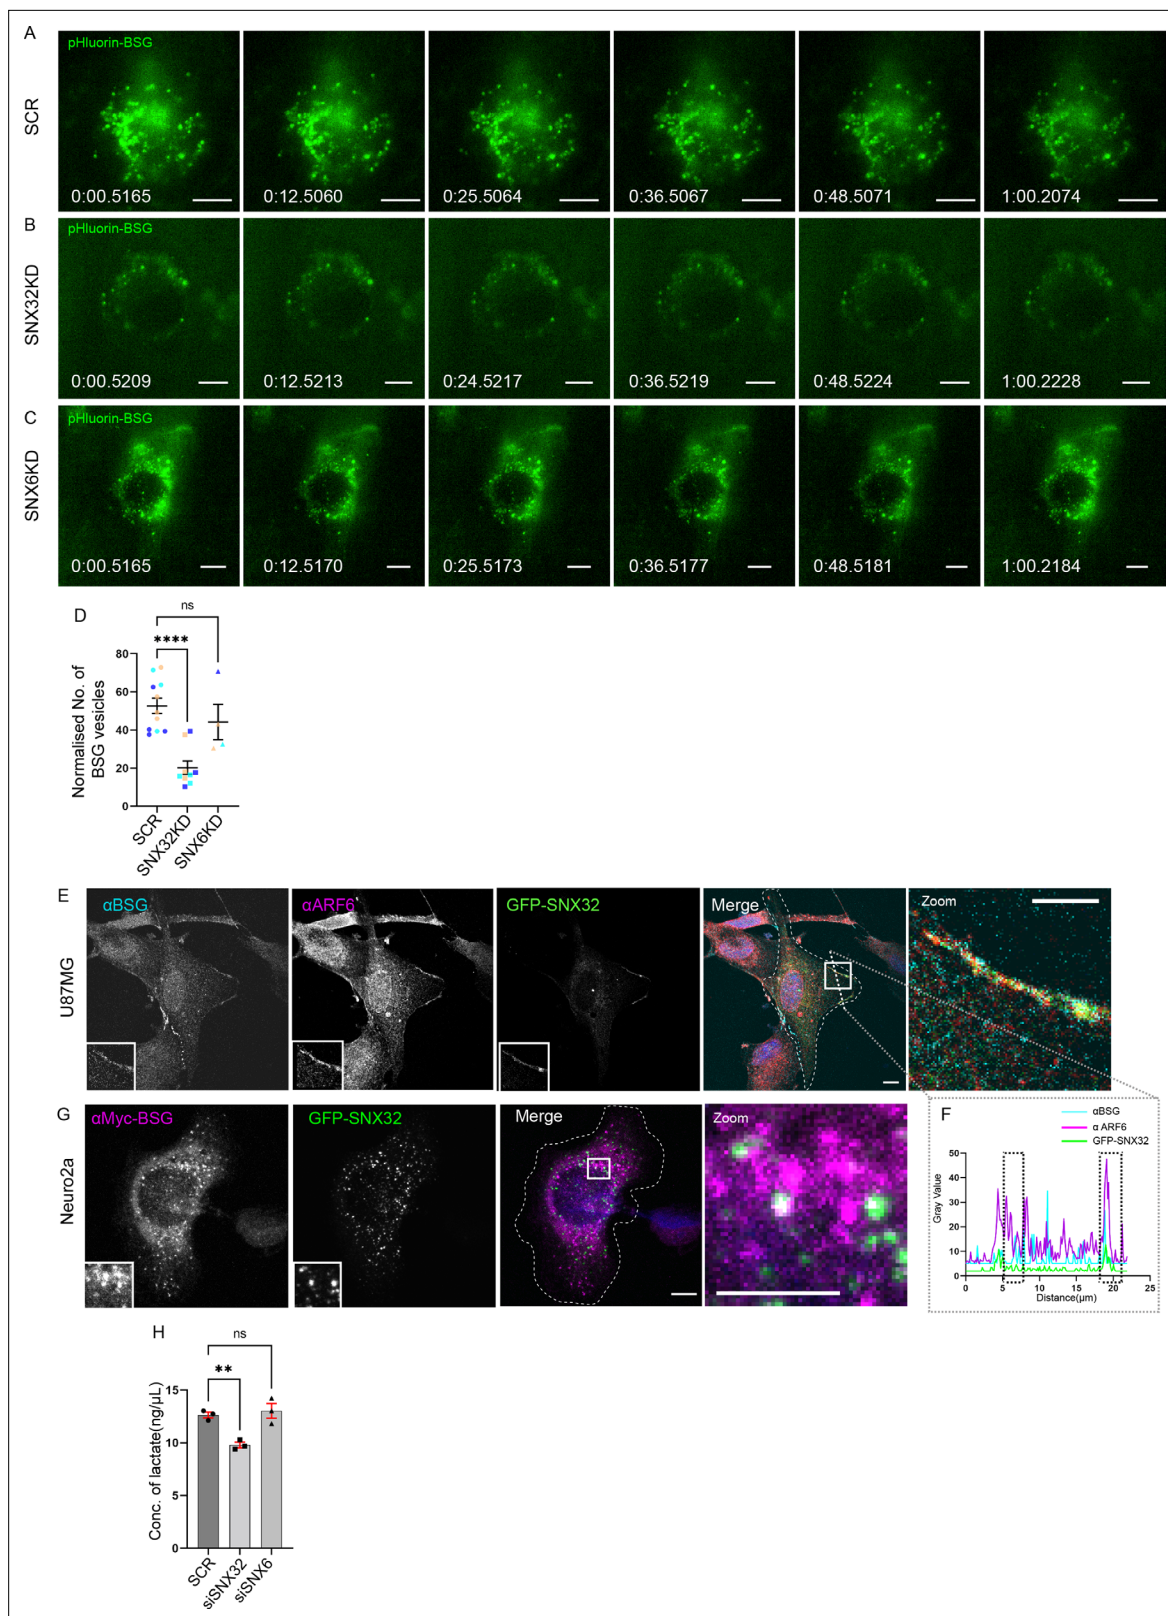 A
SCR
pHluorin-BSG
0:00.5165
0:12.5060
0:25.5064
0:36.5067
0:48.5071
1:00.2074
B
SNX32KD
pHluorin-BSG
0:00.5209
0:12.5213
0:24.5217
0:36.5219
0:48.5224
1:00.2228
C
SNX6KD
pHluorin-BSG
0:00.5165
0:12.5170
0:25.5173
0:36.5177
0:48.5181
1:00.2184
D
ns
****
Normalised No. of
BSG vesicles
80
60
40
20
0
SCR
SNX32KD
SNX6KD
E
U87MG
αBSG
αARF6
GFP-SNX32
Merge
Zoom
G
Neuro2a
αMyc-BSG
GFP-SNX32
Merge
Zoom
F
αBSG
α ARF6
GFP-SNX32
Gray Value
50
40
30
20
10
0
0
5
10
15
20
25
Distance(μm)
H
ns
**
Conc. of lactate(ng/μL)
15
10
5
0
SCR
siSNX32
siSNX6